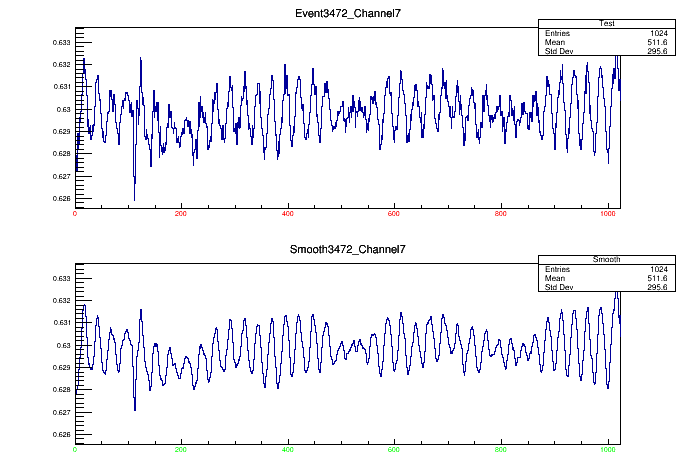 Event3472_Channel7
Test
Entries 1024
Mean 511.6
Std Dev 295.6
0.633
0.632
0.631
0.63
0.629
0.628
0.627
0.626
0 200 400 600 800 1000
Smooth3472_Channel7
Smooth
Entries 1024
Mean 511.6
Std Dev 295.6
0.633
0.632
0.631
0.63
0.629
0.628
0.627
0.626
0 200 400 600 800 1000